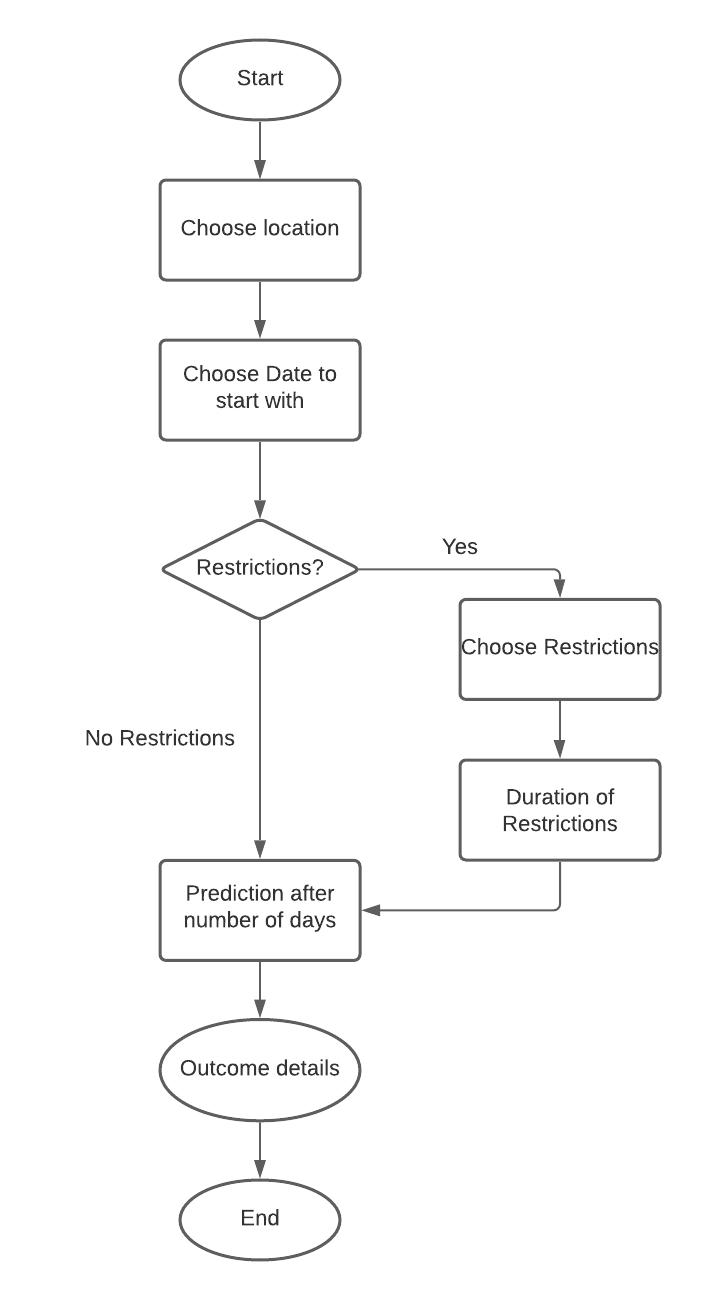 Start
Choose location
Choose Date to
start with
Restrictions?
Yes
Choose Restrictions
No Restrictions
Duration of
Restrictions
Prediction after
number of days
Outcome details
End